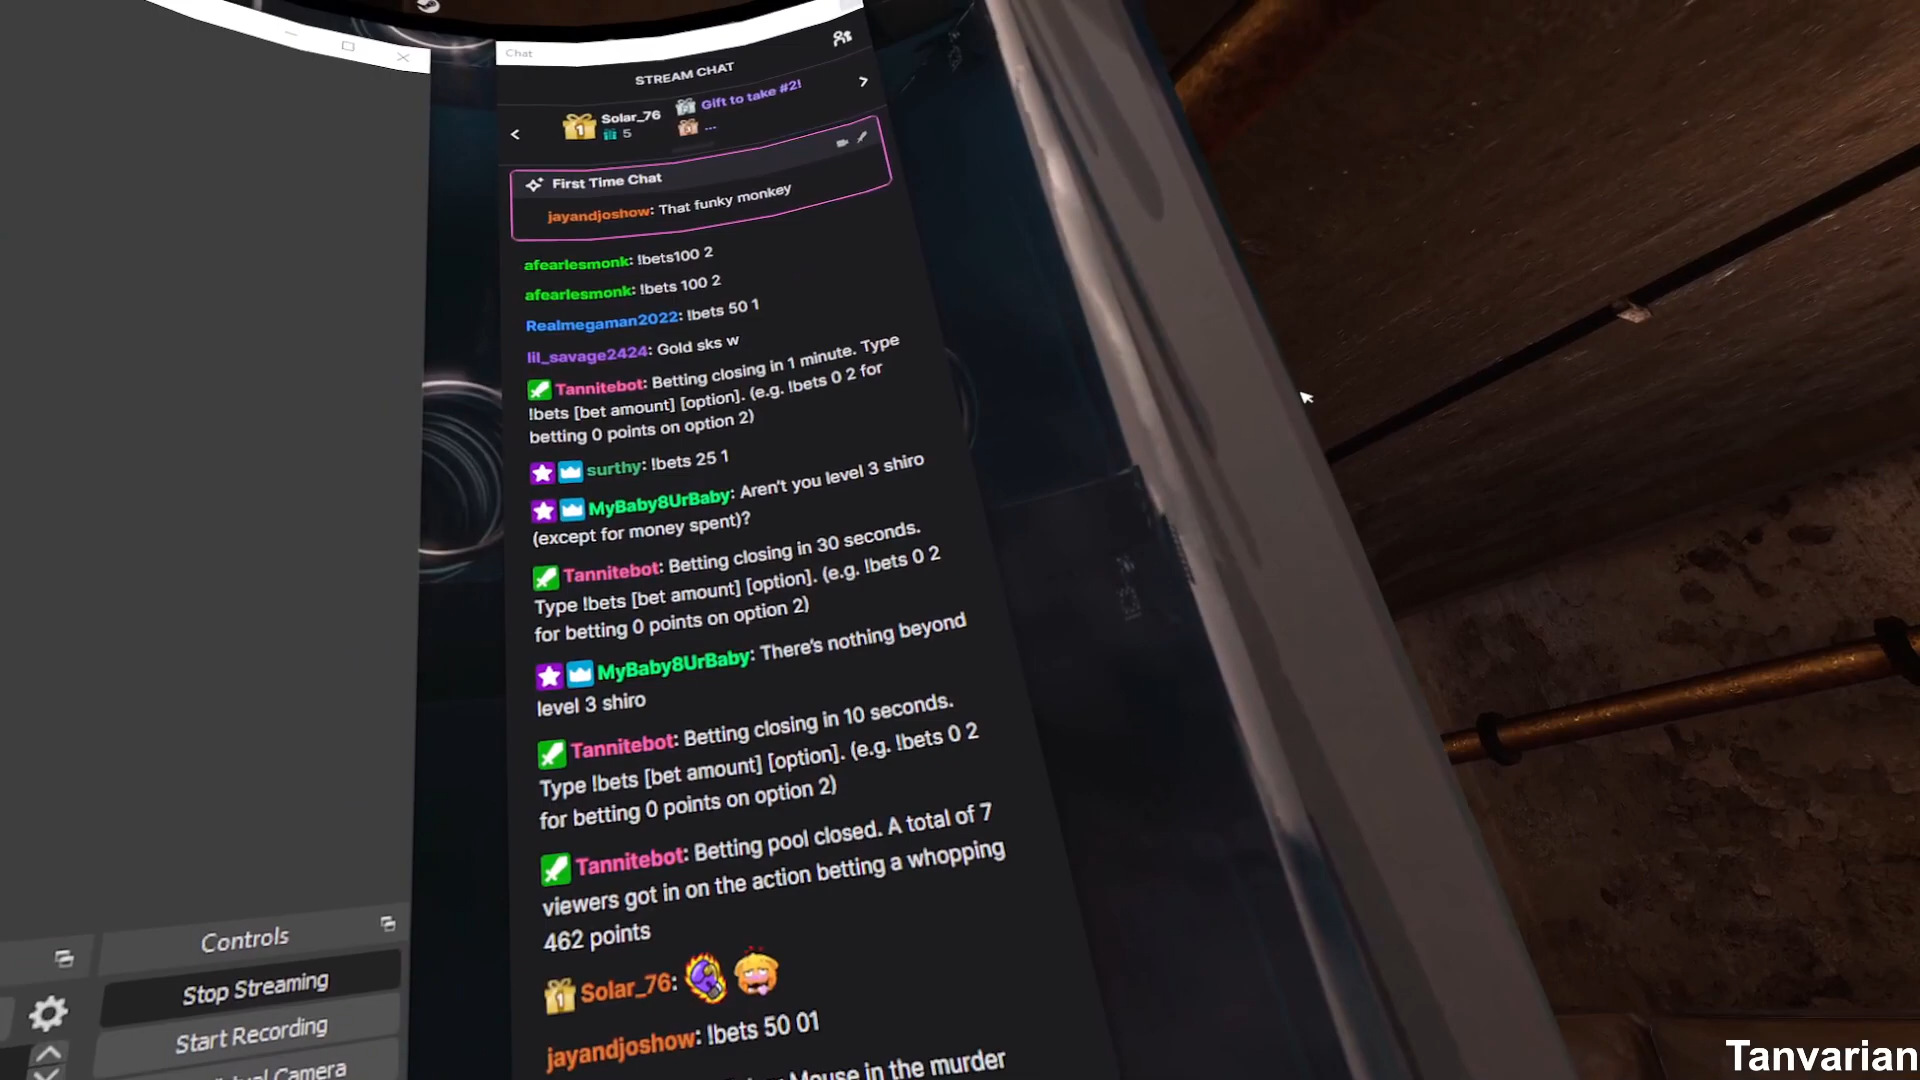 Chat
STREAM CHAT
Solar_76
5
Gift to take #2!
...
First Time Chat
jayandjoshow: That funky monkey
afearlesmonk: !bets100 2
afearlesmonk: !bets 100 2
Realmegaman2022: !bets 50 1
lil_savage2424: Gold sks w
Tannitebot: Betting closing in 1 minute. Type
!bets [bet amount] [option]. (e.g. !bets 0 2 for
betting 0 points on option 2)
surthy: !bets 25 1
MyBaby8UrBaby: Aren't you level 3 shiro
(except for money spent)?
Tannitebot: Betting closing in 30 seconds.
Type !bets [bet amount] [option]. (e.g. !bets 0 2
for betting 0 points on option 2)
MyBaby8UrBaby: There's nothing beyond
level 3 shiro
Tannitebot: Betting closing in 10 seconds.
Type !bets [bet amount] [option]. (e.g. !bets 0 2
for betting 0 points on option 2)
Tannitebot: Betting pool closed. A total of 7
viewers got in on the action betting a whopping
462 points
Solar_76:
jayandjoshow: !bets 50 01
Mouse in the murder
Controls
Stop Streaming
Start Recording
Camera
Tanvarian